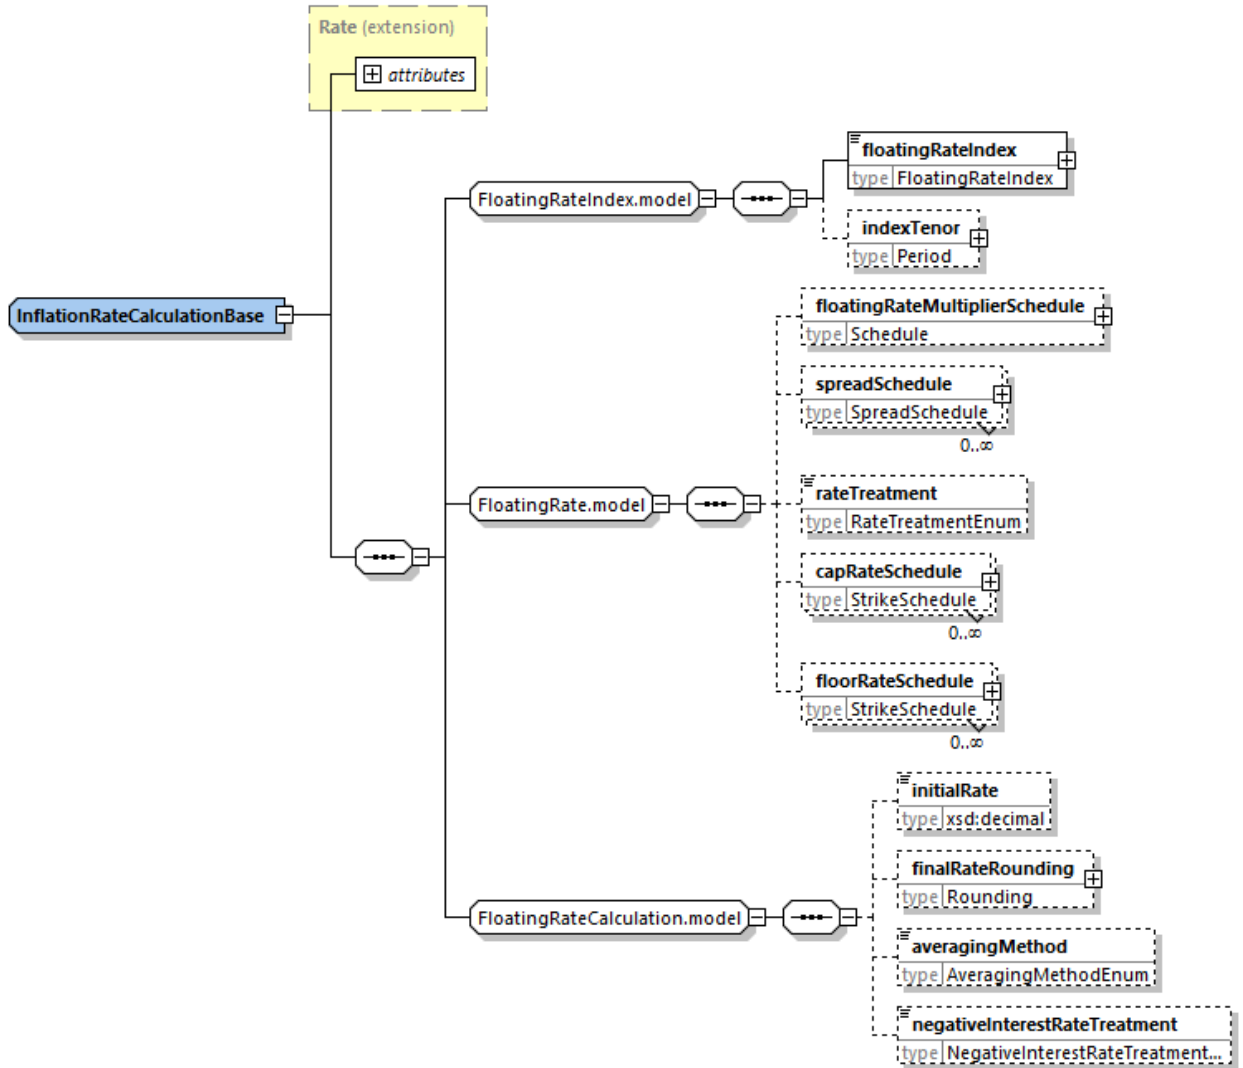 Rate (extension)
attributes
floatingRateIndex
type FloatingRateIndex
FloatingRateIndex.model
indexTenor
type Period
InflationRateCalculationBase
floatingRateMultiplierSchedule
type Schedule
spreadSchedule
type SpreadSchedule
0..∞
FloatingRate.model
rateTreatment
type RateTreatmentEnum
capRateSchedule
type StrikeSchedule
0..∞
floorRateSchedule
type StrikeSchedule
0..∞
initialRate
type xsd:decimal
finalRateRounding
type Rounding
FloatingRateCalculation.model
averagingMethod
type AveragingMethodEnum
negativeInterestRateTreatment
type NegativeInterestRateTreatment...